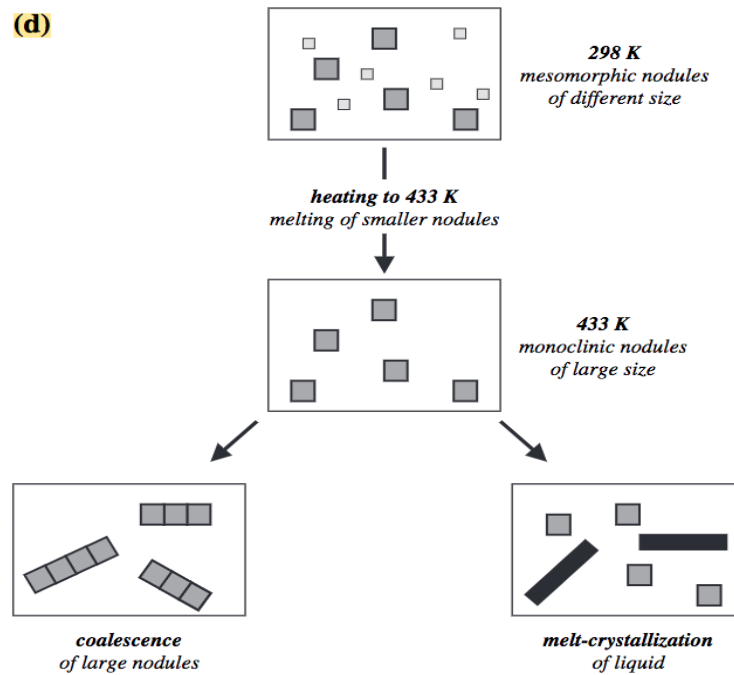 (d)
298 K
mesomorphic nodules
of different size
heating to 433 K
melting of smaller nodules
433 K
monoclinic nodules
of large size
coalescence
of large nodules
melt-crystallization
of liquid